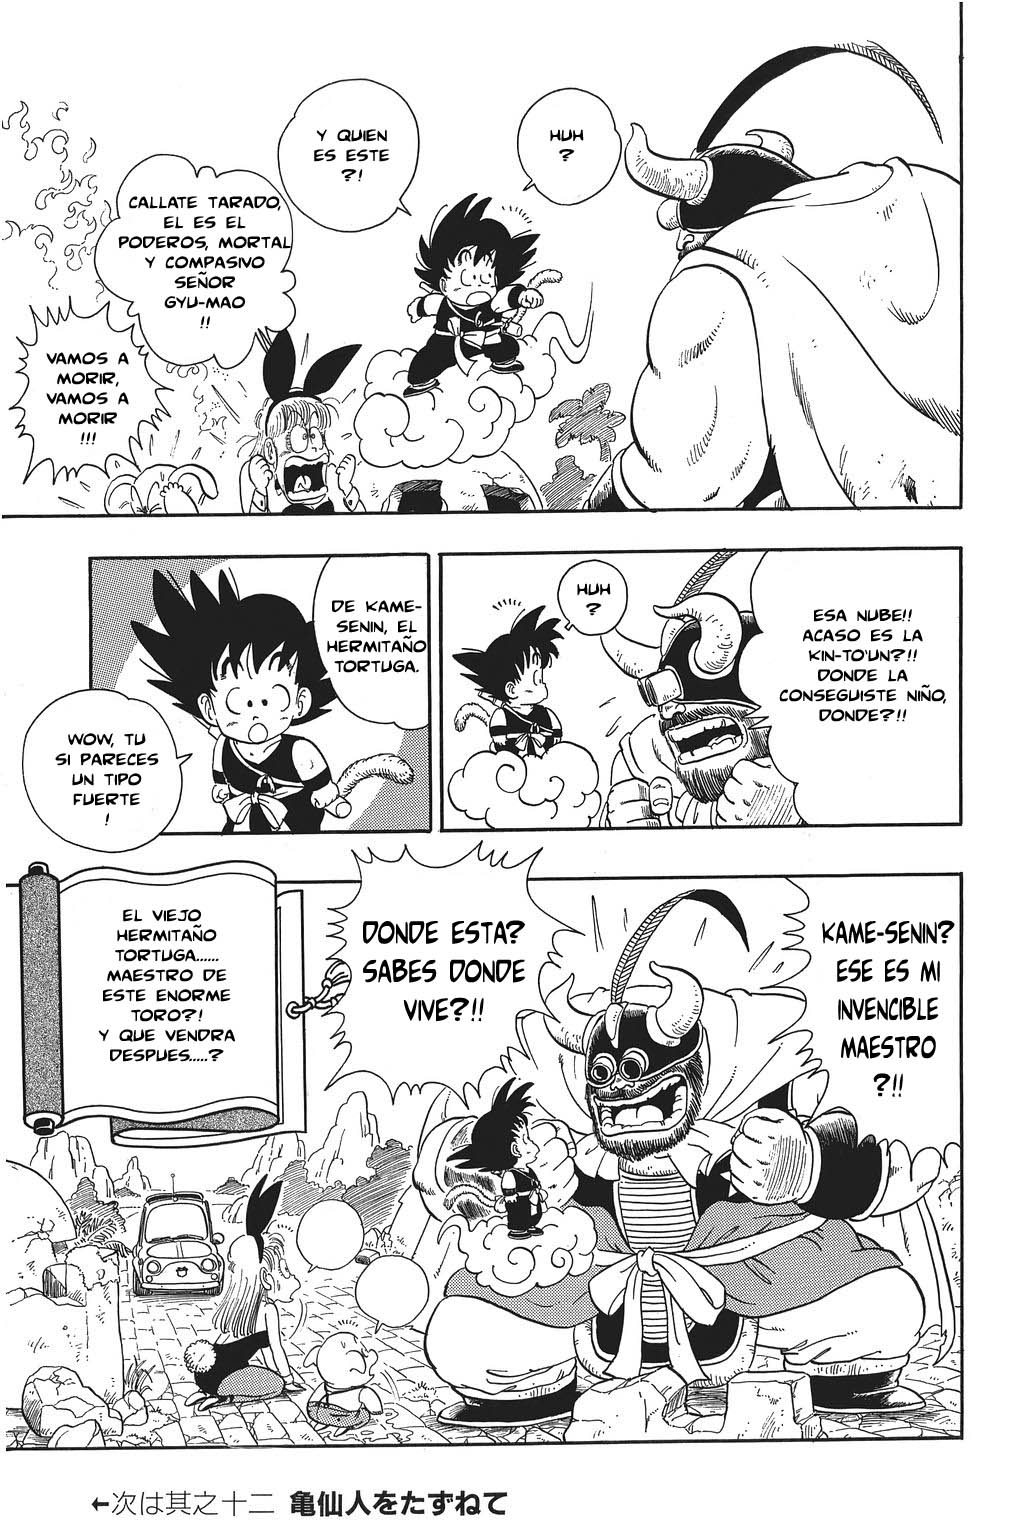 HUH
?
Y QUIEN
ES ESTE
?!
CALLATE TARADO,
EL ES EL
PODEROS, MORTAL
Y COMPASIVO
SEÑOR
GYU-MAO
!!
VAMOS A
MORIR,
VAMOS A
MORIR
!!!
ESA NUBE!!
ACASO ES LA
KIN-TO'UN?!!
DONDE LA
CONSEGUISTE NIÑO,
DONDE?!!
HUH
?
DE KAME-
SENIN, EL
HERMITAÑO
TORTUGA.
WOW, TU
SI PARECES
UN TIPO
FUERTE
!
KAME-SENIN?
ESE ES MI
INVENCIBLE
MAESTRO
?!!
DONDE ESTA?
SABES DONDE
VIVE?!!
EL VIEJO
HERMITAÑO
TORTUGA......
MAESTRO DE
ESTE ENORME
TORO?!
Y QUE VENDRA
DESPUES.....?
←次は其之十二 亀仙人をたずねて